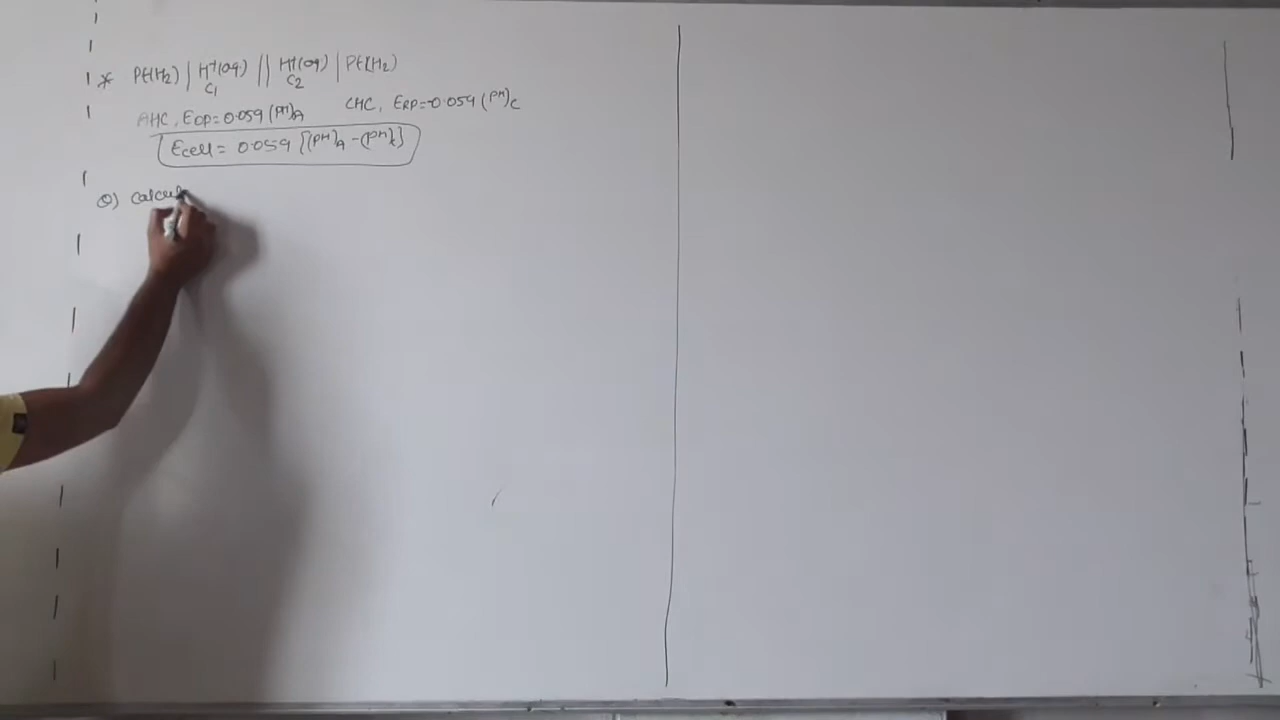 * Pt(H2) | H+(aq) || H+(aq) | Pt(H2)
C1 C2
AHC, EOP=0.059(PH)A CHC, ERP=-0.059(PH)C
Ecell = 0.059 {(PH)A-(PH)C}
Q) Calcul